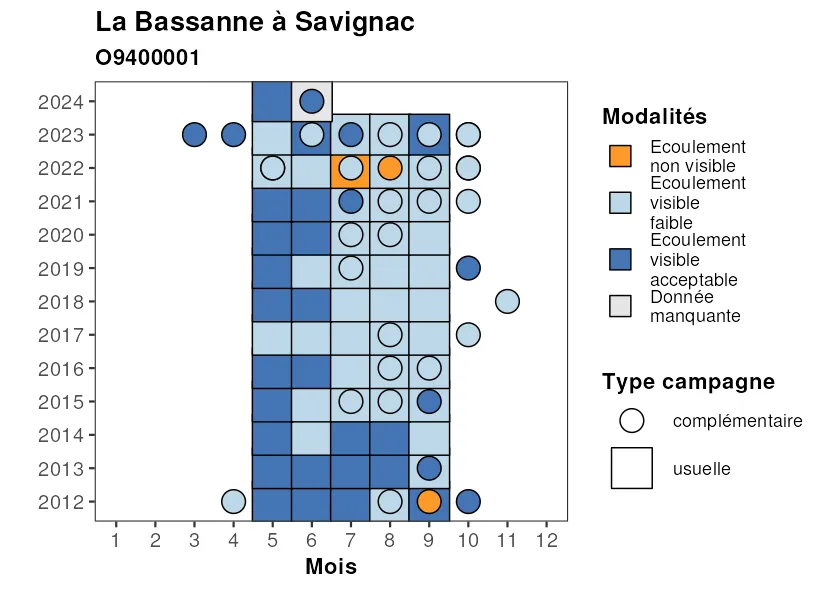 La Bassanne à Savignac
O9400001
2024
2023
2022
2021
2020
2019
2018
2017
2016
2015
2014
2013
2012
1 2 3 4 5 6 7 8 9 10 11 12
Mois
Modalités
Ecoulement
non visible
Ecoulement
visible
faible
Ecoulement
visible
acceptable
Donnée
manquante
Type campagne
complémentaire
usuelle